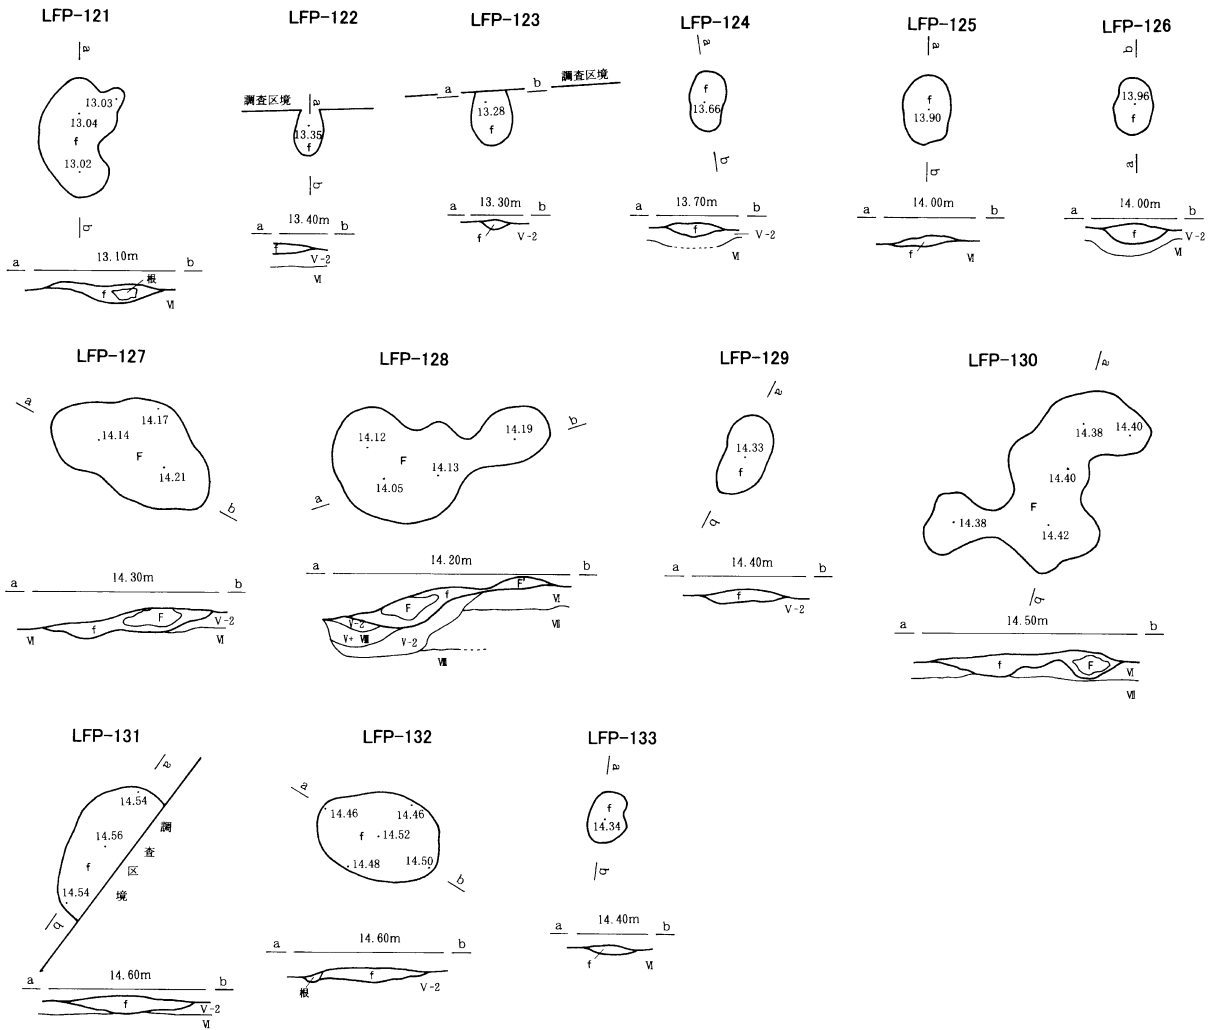 LFP-121
a
13.03
13.04
f
13.02
b
13.10m
a b
根
f
Ⅵ
LFP-122
調査区境
a
13.35
f
b
13.40m
a b
f
Ⅴ-2
Ⅵ
LFP-123
調査区境
a b
13.28
f
13.30m
a b
f Ⅴ-2
LFP-124
a
f
13.66
b
13.70m
a b
f
Ⅴ-2
Ⅵ
LFP-125
a
f
13.90
b
14.00m
a b
f
Ⅵ
LFP-126
b
13.96
f
a
14.00m
a b
f
Ⅴ-2
Ⅵ
LFP-127
a
14.17
14.14
F
14.21
b
14.30m
a b
F
f
Ⅴ-2
Ⅵ Ⅵ
LFP-128
14.12
14.19
b
F
14.13
14.05
a
14.20m
a b
F'
f
F
Ⅵ
Ⅴ-2
Ⅶ
Ⅴ+Ⅷ Ⅴ-2
Ⅷ
LFP-129
a
14.33
f
b
14.40m
a b
f
Ⅴ-2
LFP-130
a
14.38 14.40
14.40
F
14.38
14.42
b
14.50m
a b
f F
Ⅵ
Ⅶ
LFP-131
a
14.54
14.56
f
14.54
b
調査区境
14.60m
a b
f
Ⅴ-2
Ⅵ
LFP-132
a
14.46 14.46
f 14.52
14.48 14.50
b
14.60m
a b
f
根 Ⅴ-2
LFP-133
a
f
14.34
b
14.40m
a b
f Ⅵ